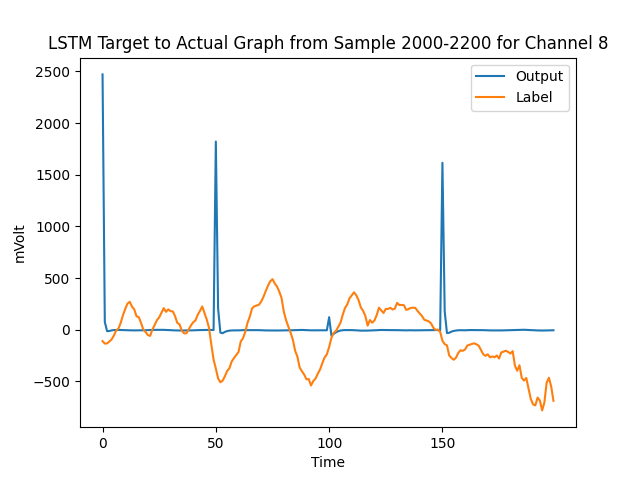 LSTM Target to Actual Graph from Sample 2000-2200 for Channel 8
Output
Label
2500
2000
1500
1000
500
0
−500
mVolt
0
50
100
150
Time